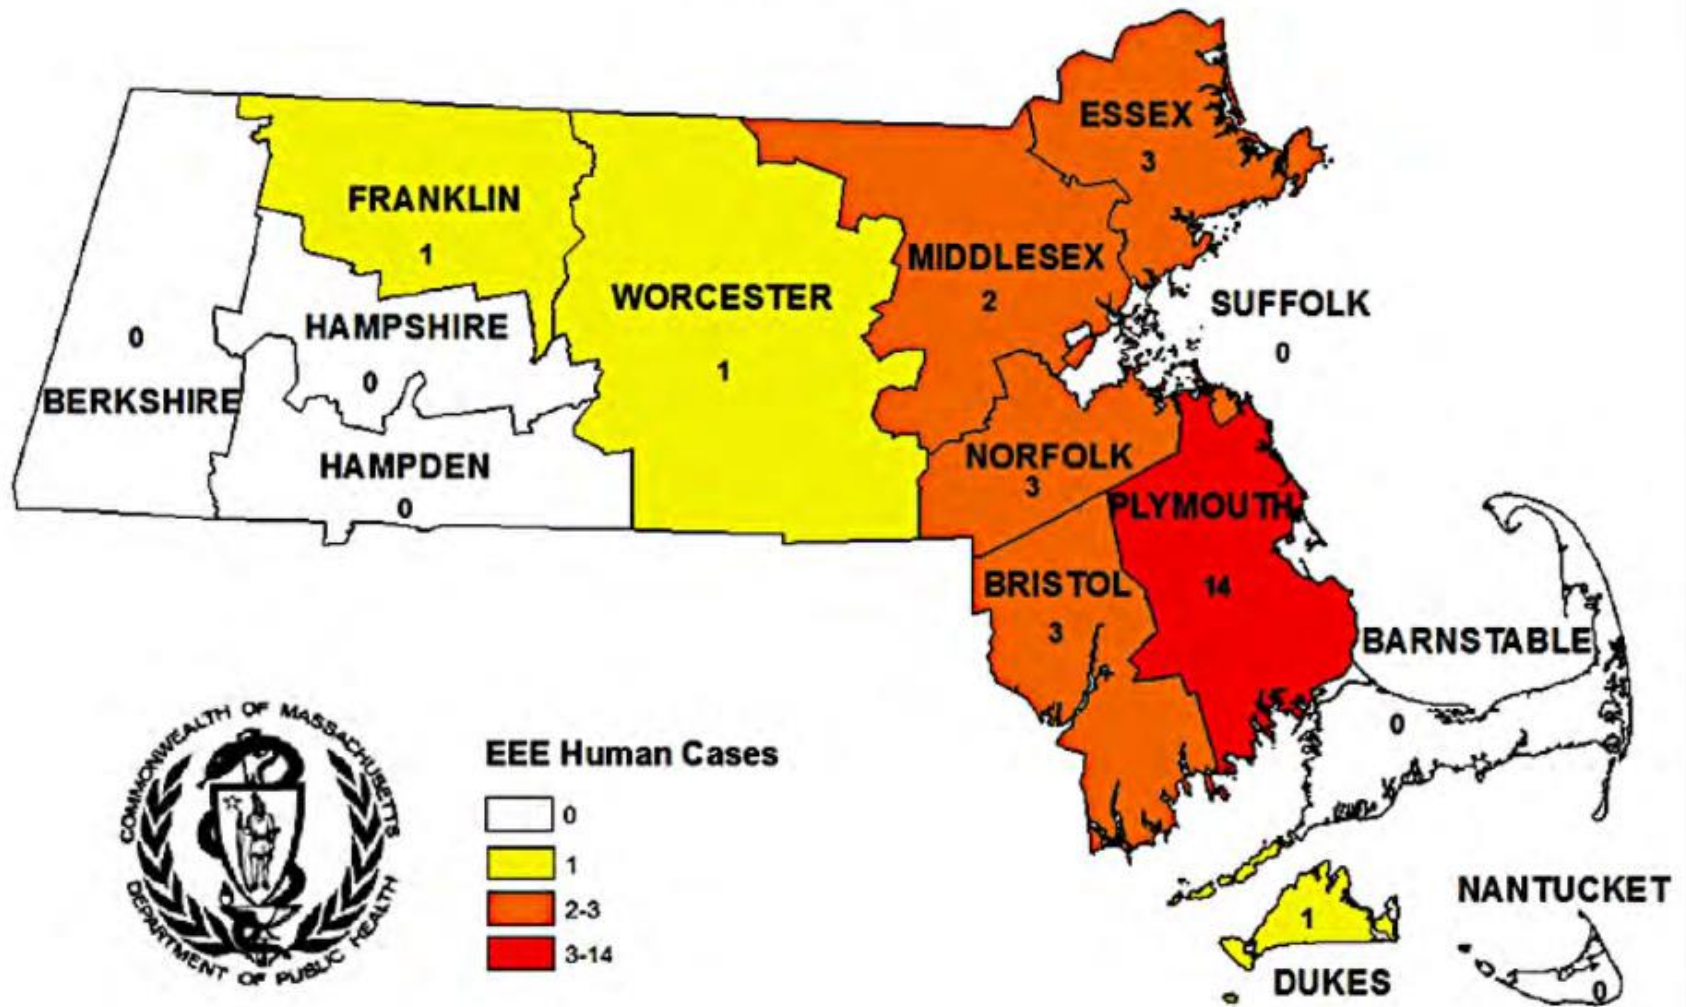 ESSEX
3
FRANKLIN
1
MIDDLESEX
2
WORCESTER
1
SUFFOLK
0
HAMPSHIRE
0
0
BERKSHIRE
HAMPDEN
0
NORFOLK
3
PLYMOUTH
14
BRISTOL
3
BARNSTABLE
0
COMMONWEALTH OF MASSACHUSETTS
DEPARTMENT OF PUBLIC HEALTH
EEE Human Cases
0
1
2-3
3-14
1
DUKES
NANTUCKET
0